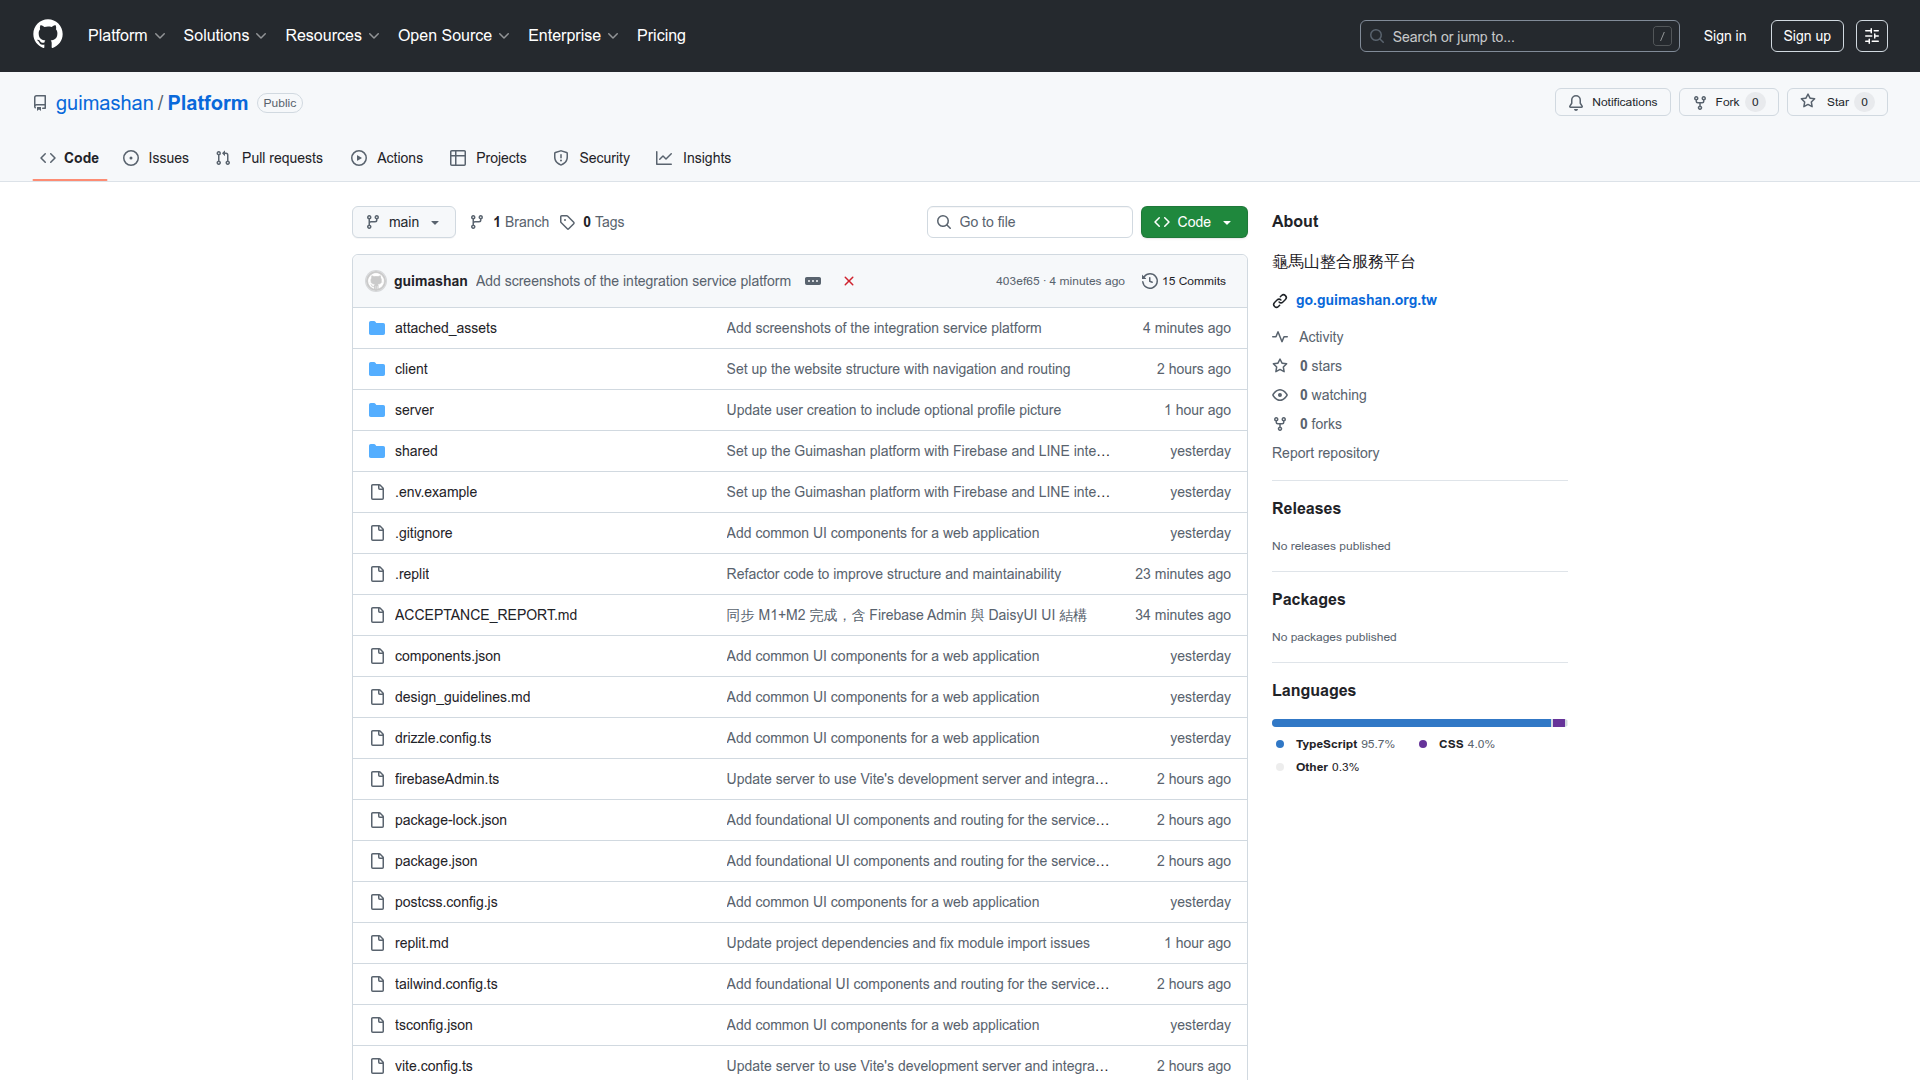 Platform Solutions Resources Open Source Enterprise Pricing Search or jump to... / Sign in Sign up
guimashan / Platform Public Notifications Fork 0 Star 0
Code Issues Pull requests Actions Projects Security Insights
main 1 Branch 0 Tags Go to file Code
guimashan Add screenshots of the integration service platform 403ef65 · 4 minutes ago 15 Commits
attached_assets Add screenshots of the integration service platform 4 minutes ago
client Set up the website structure with navigation and routing 2 hours ago
server Update user creation to include optional profile picture 1 hour ago
shared Set up the Guimashan platform with Firebase and LINE inte… yesterday
.env.example Set up the Guimashan platform with Firebase and LINE inte… yesterday
.gitignore Add common UI components for a web application yesterday
.replit Refactor code to improve structure and maintainability 23 minutes ago
ACCEPTANCE_REPORT.md 同步 M1+M2 完成，含 Firebase Admin 與 DaisyUI UI 結構 34 minutes ago
components.json Add common UI components for a web application yesterday
design_guidelines.md Add common UI components for a web application yesterday
drizzle.config.ts Add common UI components for a web application yesterday
firebaseAdmin.ts Update server to use Vite's development server and integra… 2 hours ago
package-lock.json Add foundational UI components and routing for the service… 2 hours ago
package.json Add foundational UI components and routing for the service… 2 hours ago
postcss.config.js Add common UI components for a web application yesterday
replit.md Update project dependencies and fix module import issues 1 hour ago
tailwind.config.ts Add foundational UI components and routing for the service… 2 hours ago
tsconfig.json Add common UI components for a web application yesterday
vite.config.ts Update server to use Vite's development server and integra… 2 hours ago
About
龜馬山整合服務平台
go.guimashan.org.tw
Activity
0 stars
0 watching
0 forks
Report repository
Releases
No releases published
Packages
No packages published
Languages
TypeScript 95.7% CSS 4.0%
Other 0.3%